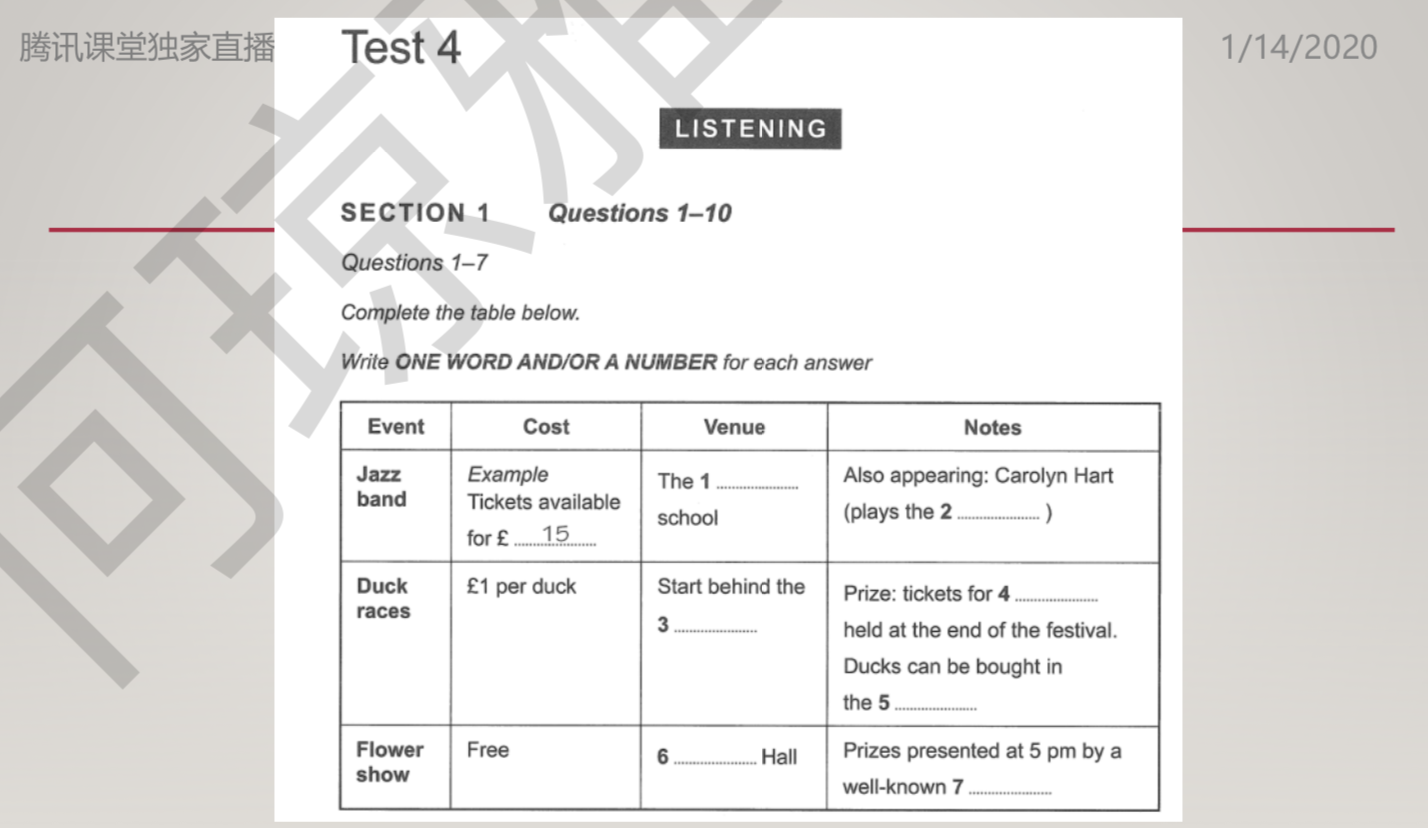 腾讯课堂独家直播
1/14/2020
Test 4
LISTENING
SECTION 1 Questions 1–10
Questions 1–7
Complete the table below.
Write ONE WORD AND/OR A NUMBER for each answer
Event Cost Venue Notes
Jazz band
Example
Tickets available
for £ ........15........
The 1 ....................
school
Also appearing: Carolyn Hart
(plays the 2 .................... )
Duck races
£1 per duck
Start behind the
3 ....................
Prize: tickets for 4 ....................
held at the end of the festival.
Ducks can be bought in
the 5 ....................
Flower show
Free
6 .................... Hall
Prizes presented at 5 pm by a
well-known 7 ....................
何琼雅